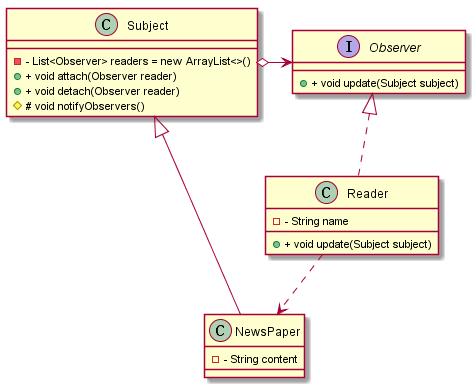 C Subject
- List<Observer> readers = new ArrayList<>()
+ void attach(Observer reader)
+ void detach(Observer reader)
# void notifyObservers()
I Observer
+ void update(Subject subject)
C Reader
- String name
+ void update(Subject subject)
C NewsPaper
- String content